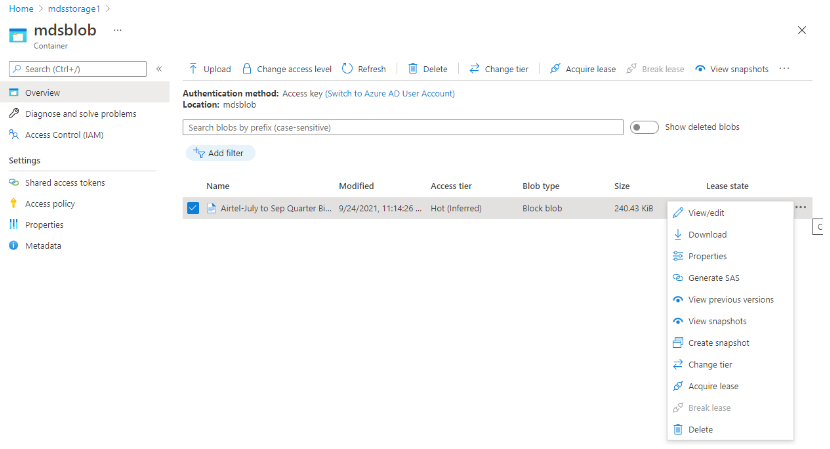 Home > mdsstorage1 >
mdsblob ...
Container
Search (Ctrl+/) «
Overview
Diagnose and solve problems
Access Control (IAM)
Settings
Shared access tokens
Access policy
Properties
Metadata
Upload Change access level Refresh Delete Change tier Acquire lease Break lease View snapshots ...
Authentication method: Access key (Switch to Azure AD User Account)
Location: mdsblob
Search blobs by prefix (case-sensitive) Show deleted blobs
Add filter
Name Modified Access tier Blob type Size Lease state
Airtel-July to Sep Quarter Bi... 9/24/2021, 11:14:26 ... Hot (Inferred) Block blob 240.43 KiB ...
View/edit
Download
Properties
Generate SAS
View previous versions
View snapshots
Create snapshot
Change tier
Acquire lease
Break lease
Delete